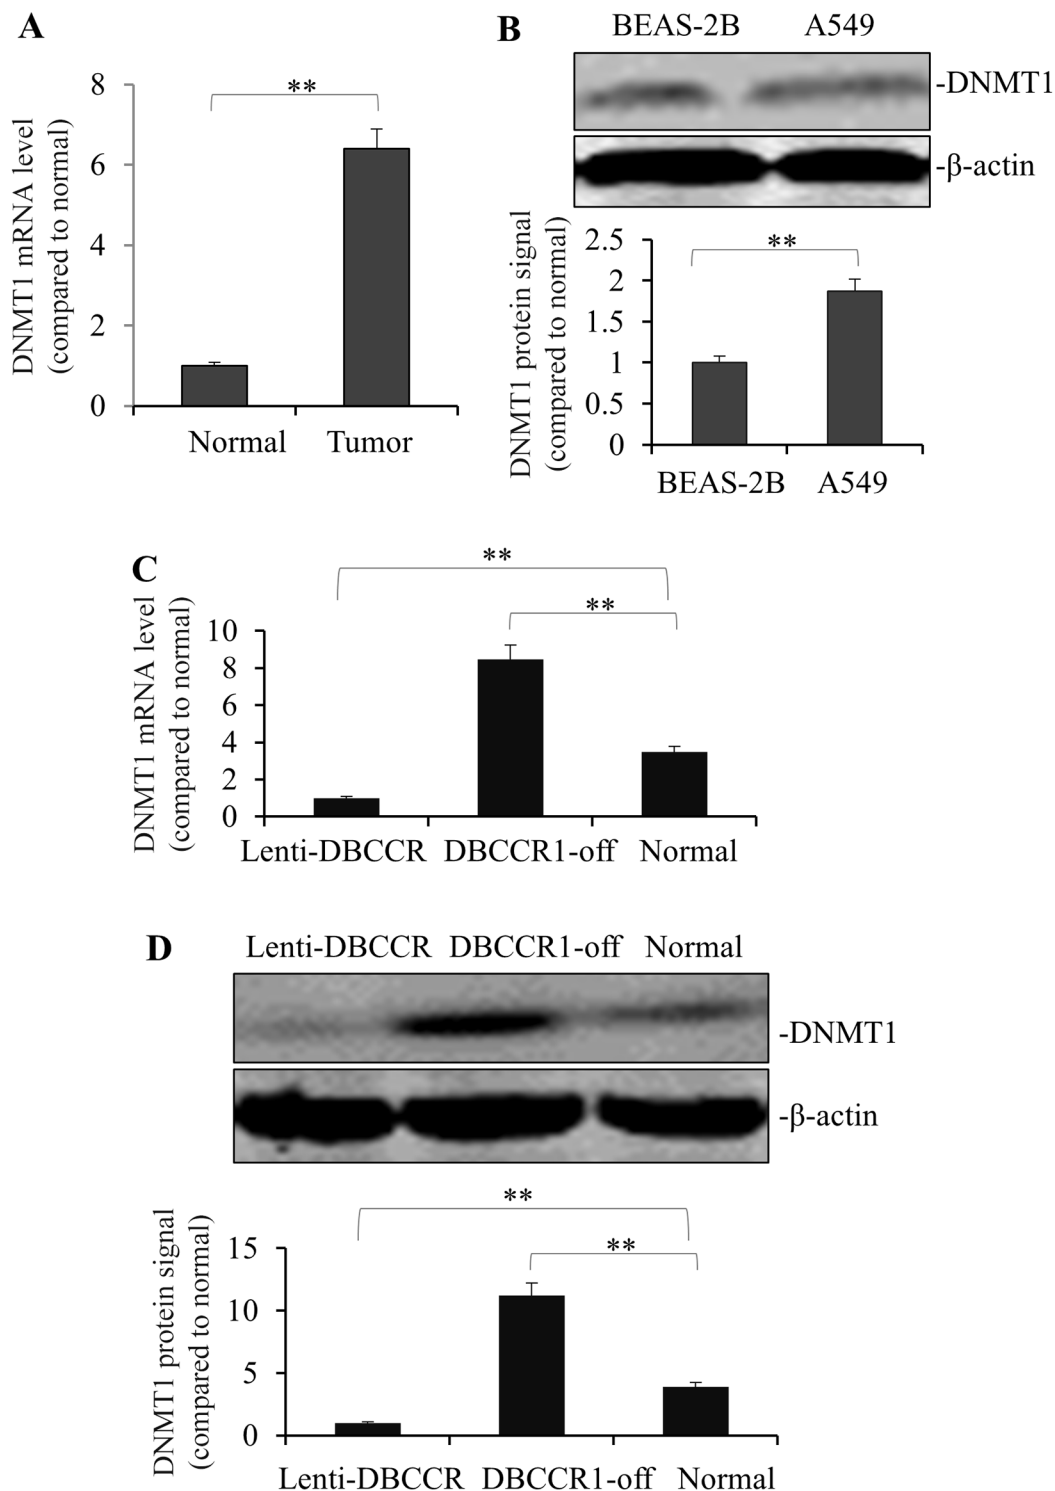 A
DNMT1 mRNA level
(compared to normal)
8
6
4
2
0
**
Normal Tumor
B
BEAS-2B A549
-DNMT1
-β-actin
DNMT1 protein signal
(compared to normal)
2.5
2
1.5
1
0.5
0
**
BEAS-2B A549
C
DNMT1 mRNA level
(compared to normal)
10
8
6
4
2
0
**
**
Lenti-DBCCR DBCCR1-off Normal
D
Lenti-DBCCR DBCCR1-off Normal
-DNMT1
-β-actin
DNMT1 protein signal
(compared to normal)
15
10
5
0
**
**
Lenti-DBCCR DBCCR1-off Normal